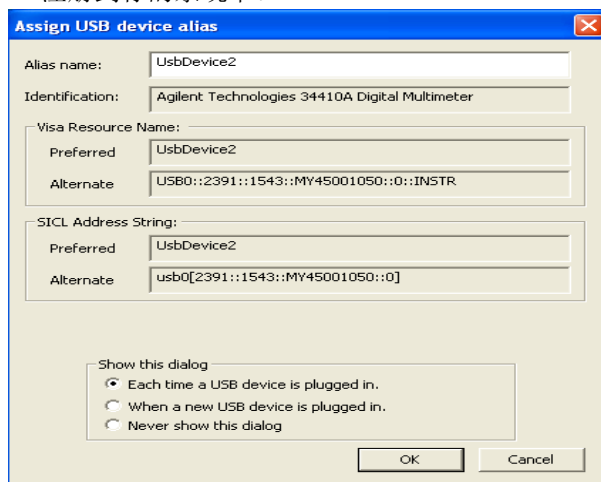 Assign USB device alias
Alias name: UsbDevice2
Identification: Agilent Technologies 34410A Digital Multimeter
Visa Resource Name:
Preferred UsbDevice2
Alternate USB0::2391::1543::MY45001050::0::INSTR
SICL Address String:
Preferred UsbDevice2
Alternate usb0[2391::1543::MY45001050::0]
Show this dialog
Each time a USB device is plugged in.
When a new USB device is plugged in.
Never show this dialog
OK Cancel